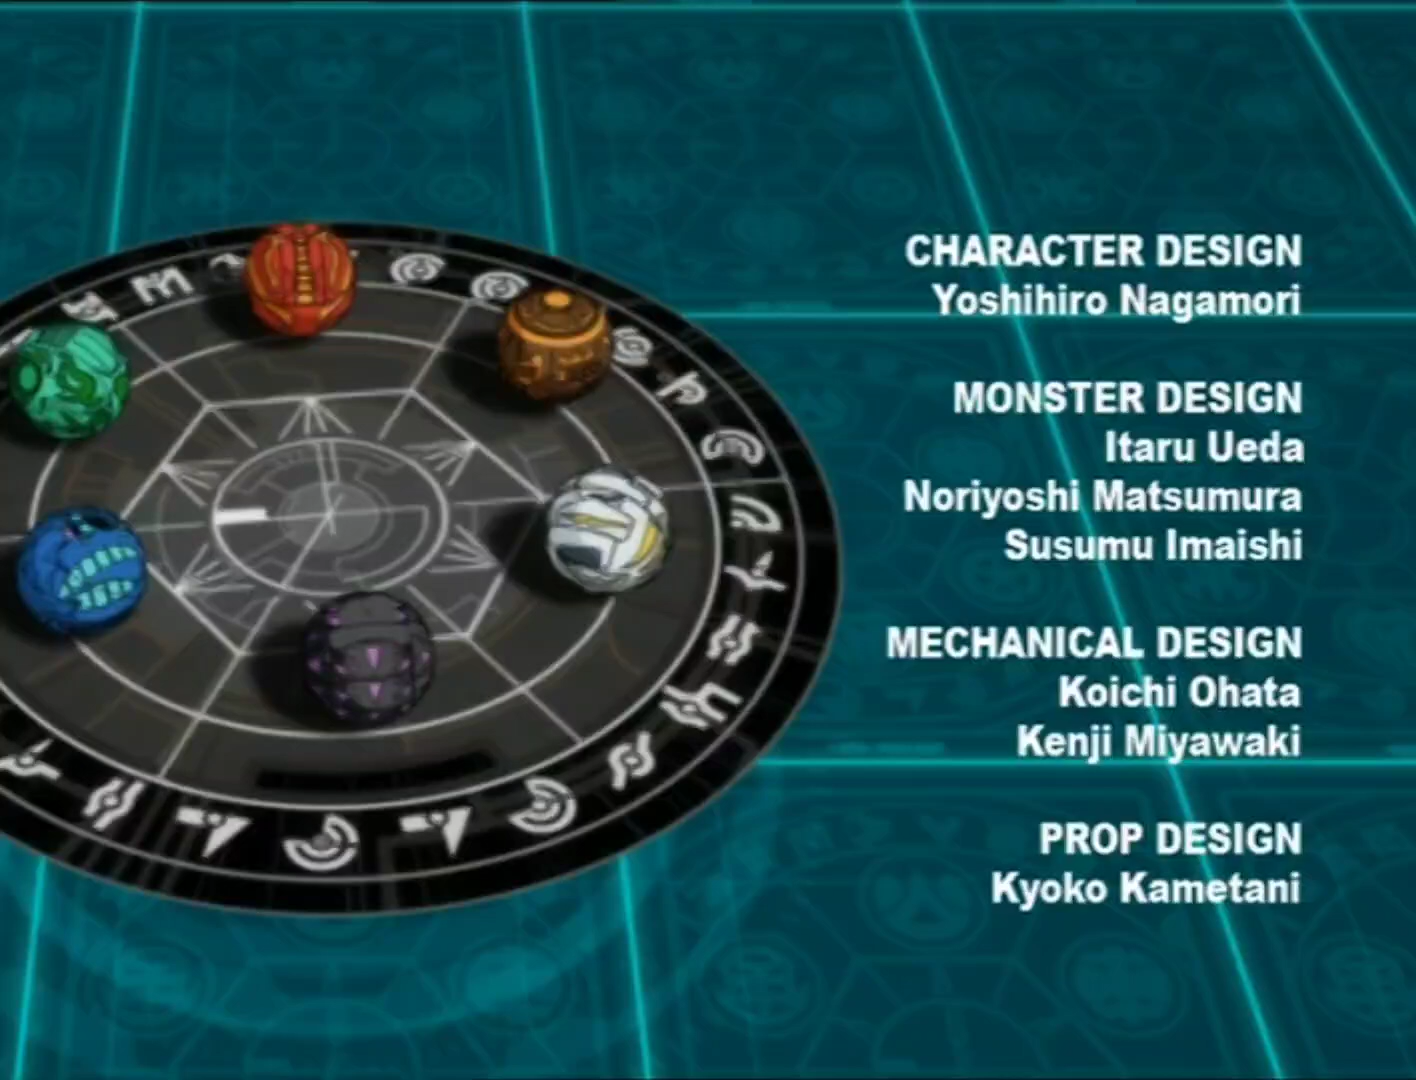 CHARACTER DESIGN
Yoshihiro Nagamori
MONSTER DESIGN
Itaru Ueda
Noriyoshi Matsumura
Susumu Imaishi
MECHANICAL DESIGN
Koichi Ohata
Kenji Miyawaki
PROP DESIGN
Kyoko Kametani